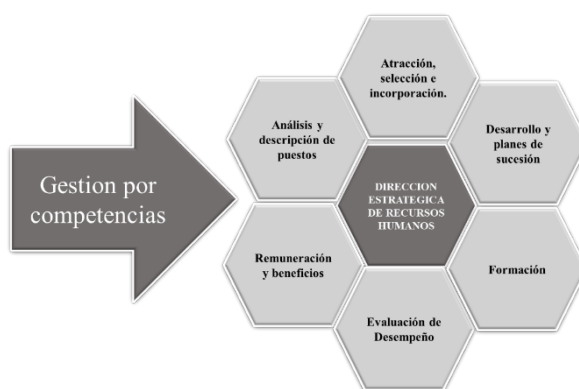 Gestion por
competencias
Atracción,
selección e
incorporación.
Análisis y
descripción de
puestos
Desarrollo y
planes de
sucesión
DIRECCION
ESTRATEGICA
DE RECURSOS
HUMANOS
Remuneración
y beneficios
Formación
Evaluación de
Desempeño